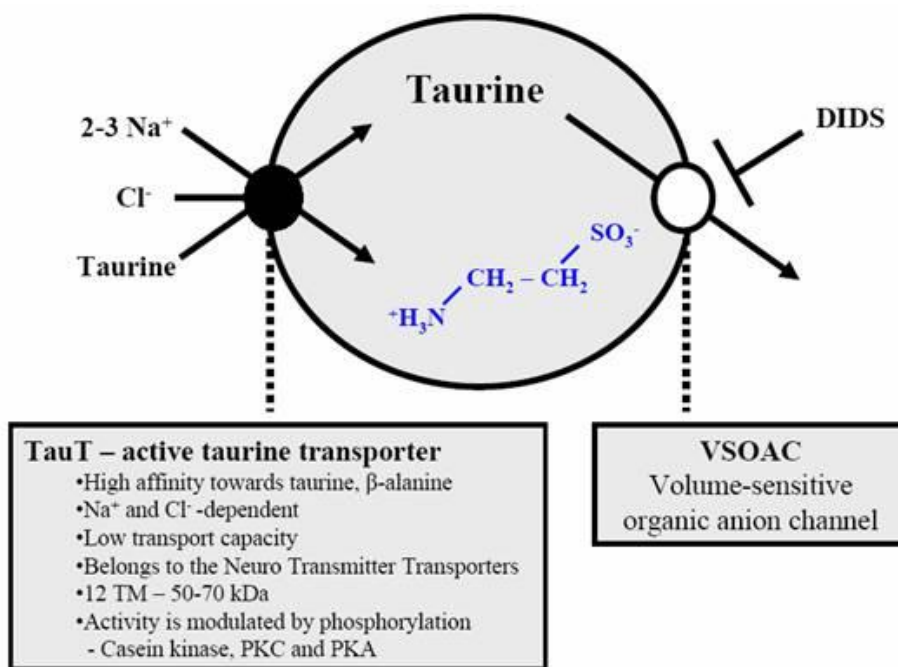 Taurine
2-3 Na⁺
DIDS
Cl⁻
Taurine
SO₃⁻
CH₂ – CH₂
⁺H₃N
TauT – active taurine transporter
•High affinity towards taurine, β-alanine
•Na⁺ and Cl⁻ -dependent
•Low transport capacity
•Belongs to the Neuro Transmitter Transporters
•12 TM – 50-70 kDa
•Activity is modulated by phosphorylation
- Casein kinase, PKC and PKA
VSOAC
Volume-sensitive
organic anion channel